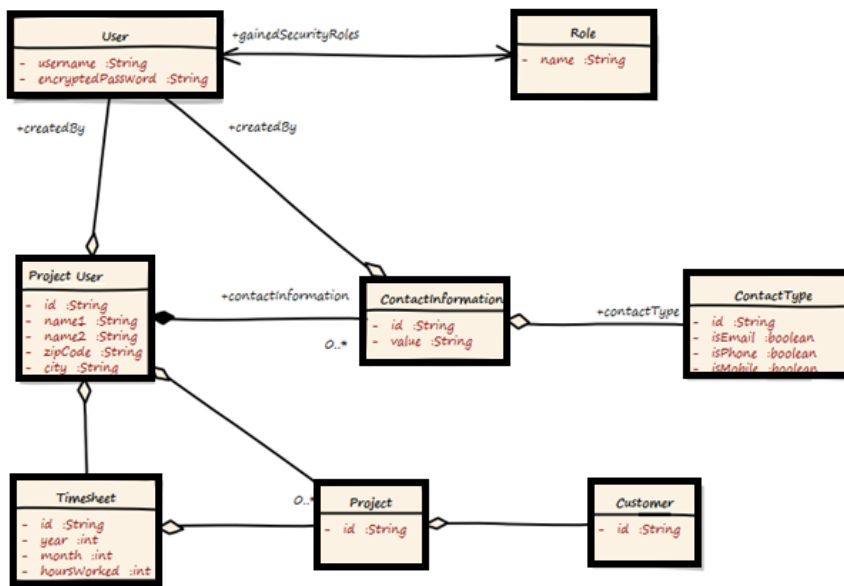 User
- username :String
- encryptedPassword :String
+gainedSecurityRoles
Role
- name :String
+createdBy
+createdBy
Project User
- id :String
- name1 :String
- name2 :String
- zipCode :String
- city :String
+contactInformation
0..*
ContactInformation
- id :String
- value :String
+contactType
ContactType
- id :String
- isEmail :boolean
- isPhone :boolean
- isMobile :boolean
Timesheet
- id :String
- year :int
- month :int
- hoursWorked :int
0..*
Project
- id :String
Customer
- id :String